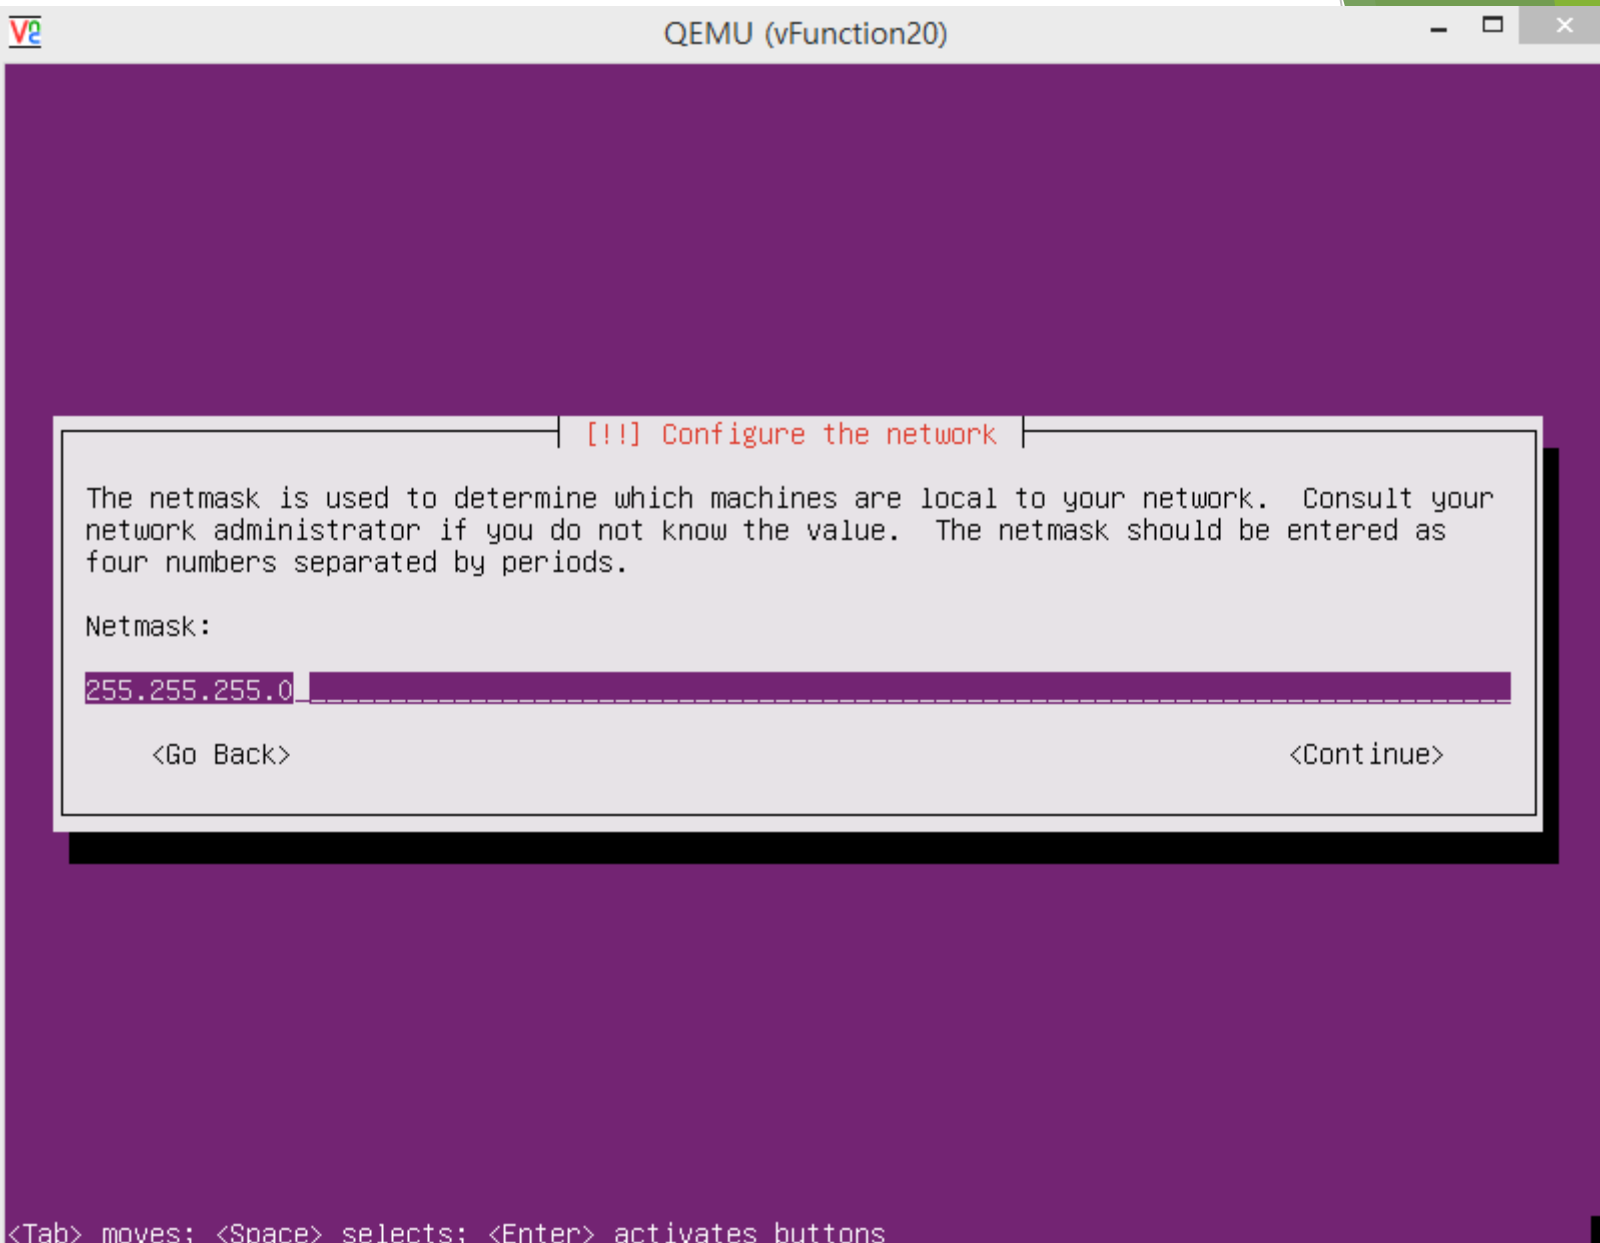 VNC
QEMU (vFunction20)
[!!] Configure the network
The netmask is used to determine which machines are local to your network.  Consult your
network administrator if you do not know the value.  The netmask should be entered as
four numbers separated by periods.
Netmask:
255.255.255.0
<Go Back> <Continue>
<Tab> moves; <Space> selects; <Enter> activates buttons